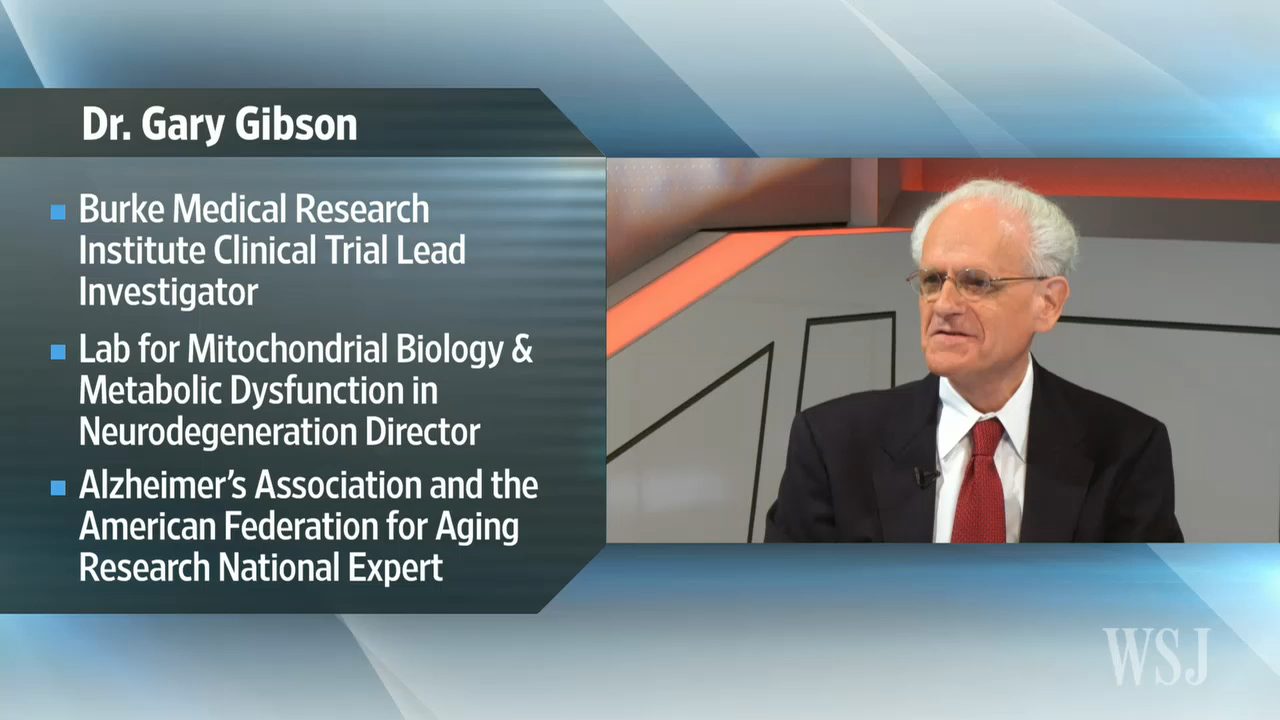 Dr. Gary Gibson
Burke Medical Research
Institute Clinical Trial Lead
Investigator
Lab for Mitochondrial Biology &
Metabolic Dysfunction in
Neurodegeneration Director
Alzheimer’s Association and the
American Federation for Aging
Research National Expert
WSJ